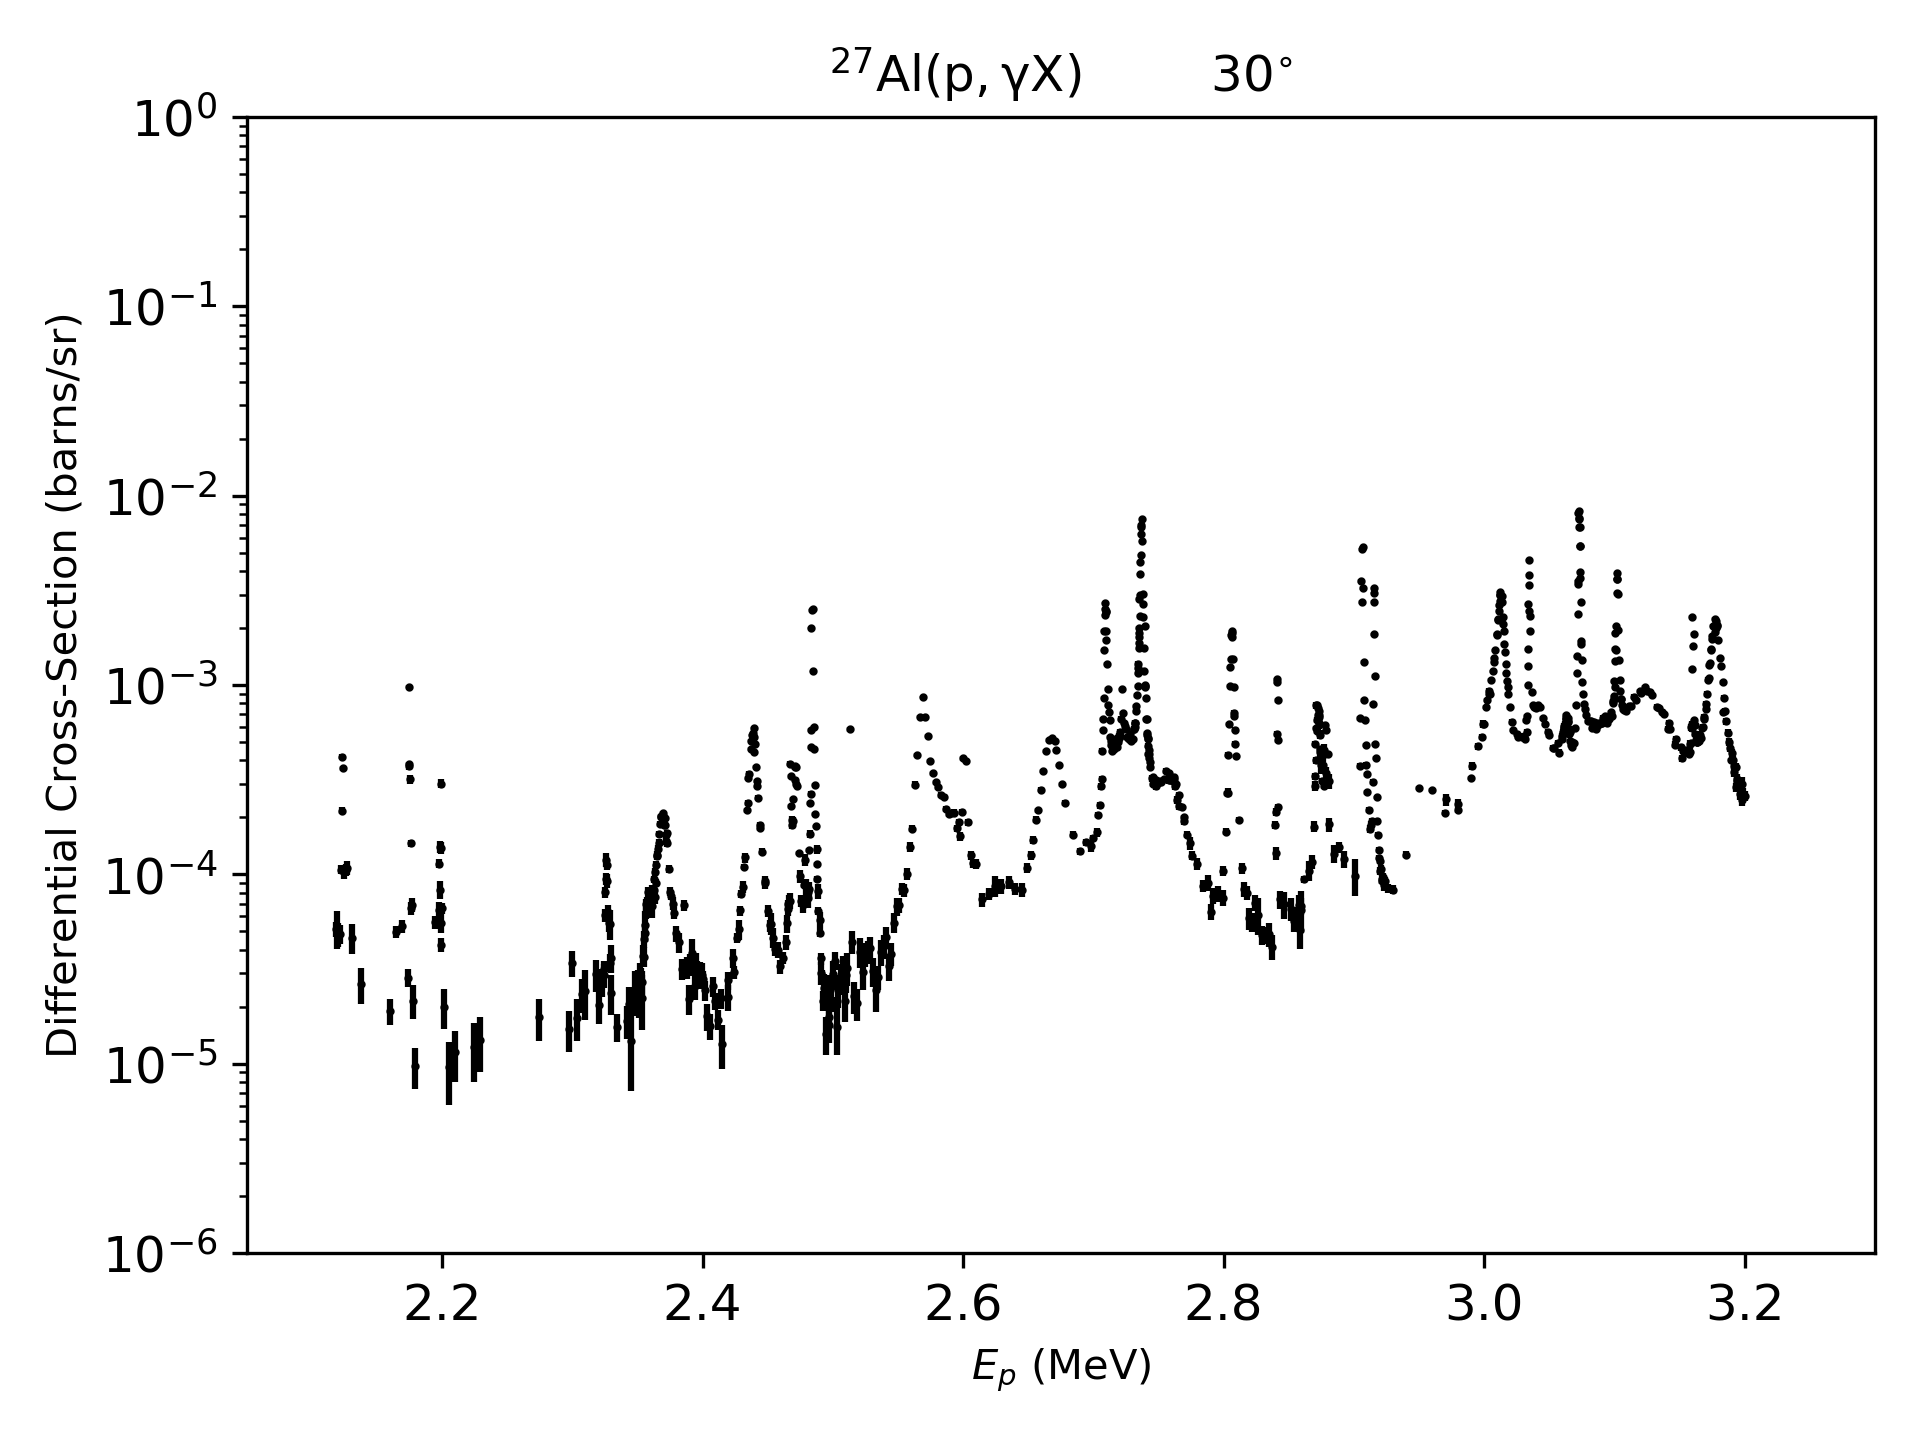 ²⁷Al(p, γX) 30°
Differential Cross-Section (barns/sr)
10⁰
10⁻¹
10⁻²
10⁻³
10⁻⁴
10⁻⁵
10⁻⁶
2.2 2.4 2.6 2.8 3.0 3.2
Eₚ (MeV)